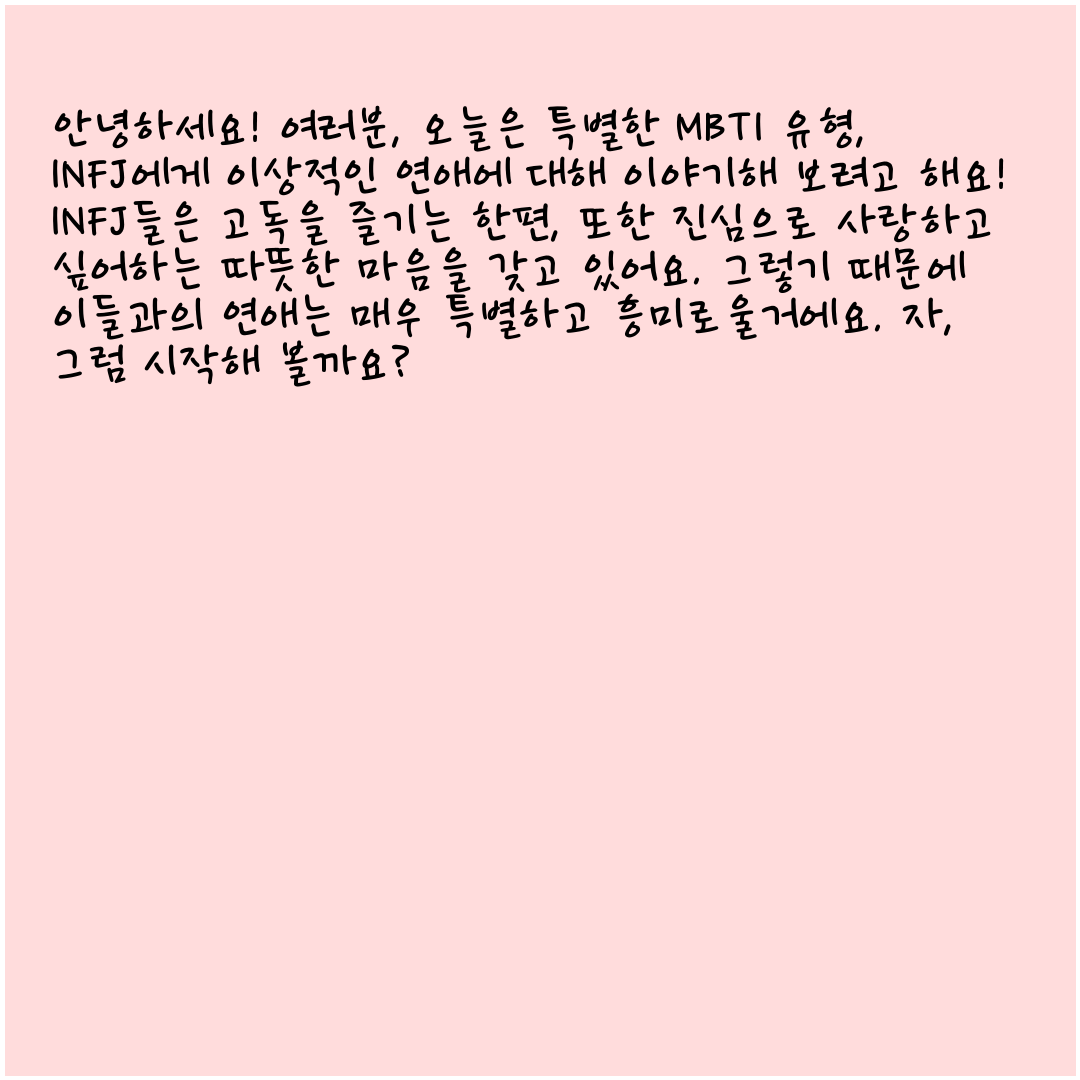 안녕하세요! 여러분, 오늘은 특별한 MBTI 유형,
INFJ에게 이상적인 연애에 대해 이야기해 보려고 해요!
INFJ들은 고독을 즐기는 한편, 또한 진심으로 사랑하고
싶어하는 따뜻한 마음을 갖고 있어요. 그렇기 때문에
이들과의 연애는 매우 특별하고 흥미로울거에요. 자,
그럼 시작해 볼까요?